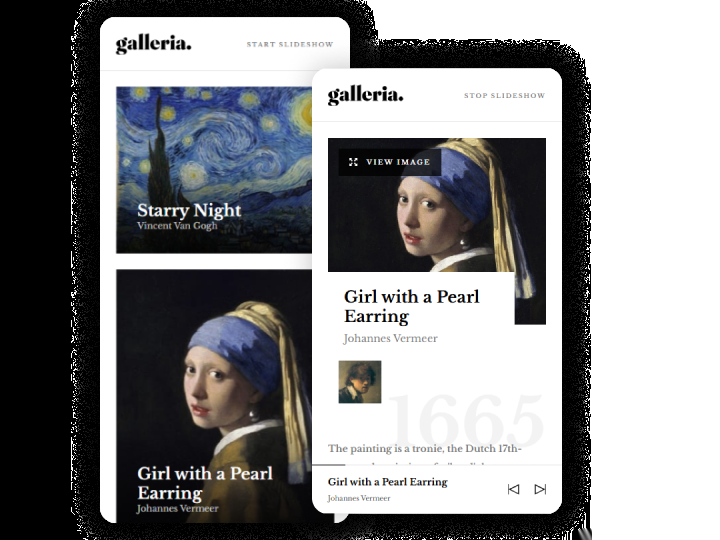 galleria.
START SLIDESHOW
Starry Night
Vincent Van Gogh
Girl with a Pearl
Earring
Johannes Vermeer
galleria.
STOP SLIDESHOW
VIEW IMAGE
Girl with a Pearl
Earring
Johannes Vermeer
1665
The painting is a tronie, the Dutch 17th-
Girl with a Pearl Earring
Johannes Vermeer